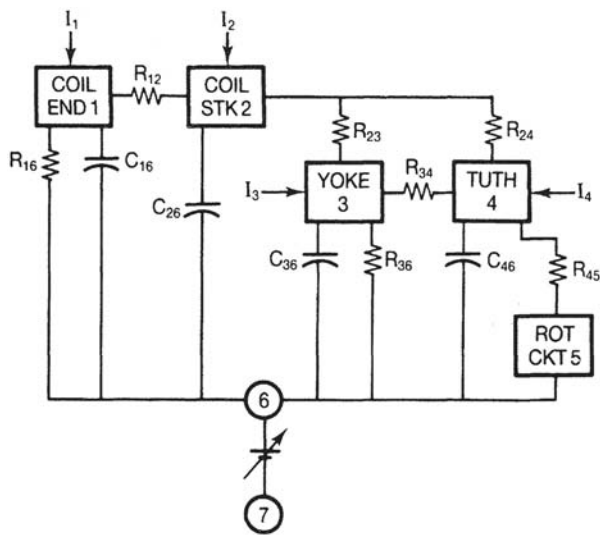 I1
I2
COIL
END 1
R12
COIL
STK 2
R16
C16
R23
R24
C26
I3
YOKE
3
R34
TUTH
4
I4
C36
R36
C46
R45
ROT
CKT 5
6
7